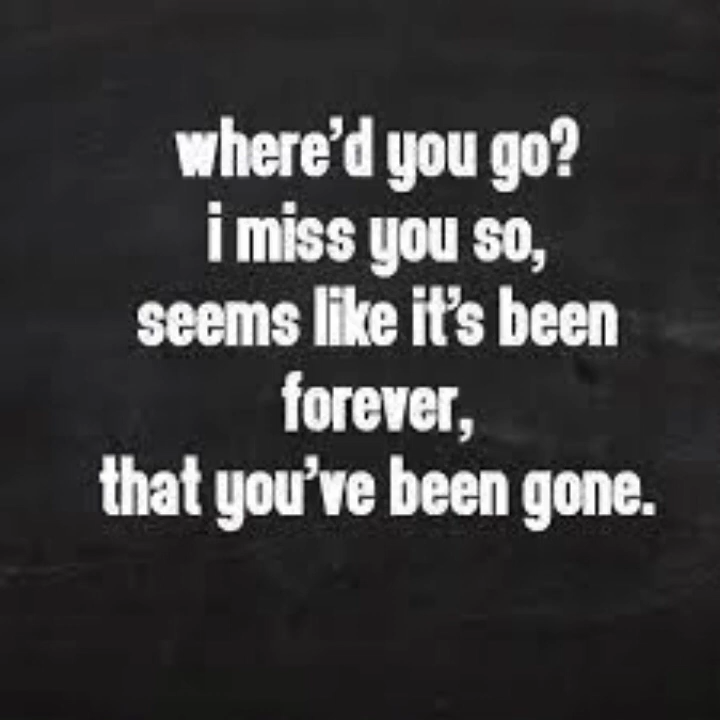 where'd you go?
i miss you so,
seems like it's been
forever,
that you've been gone.